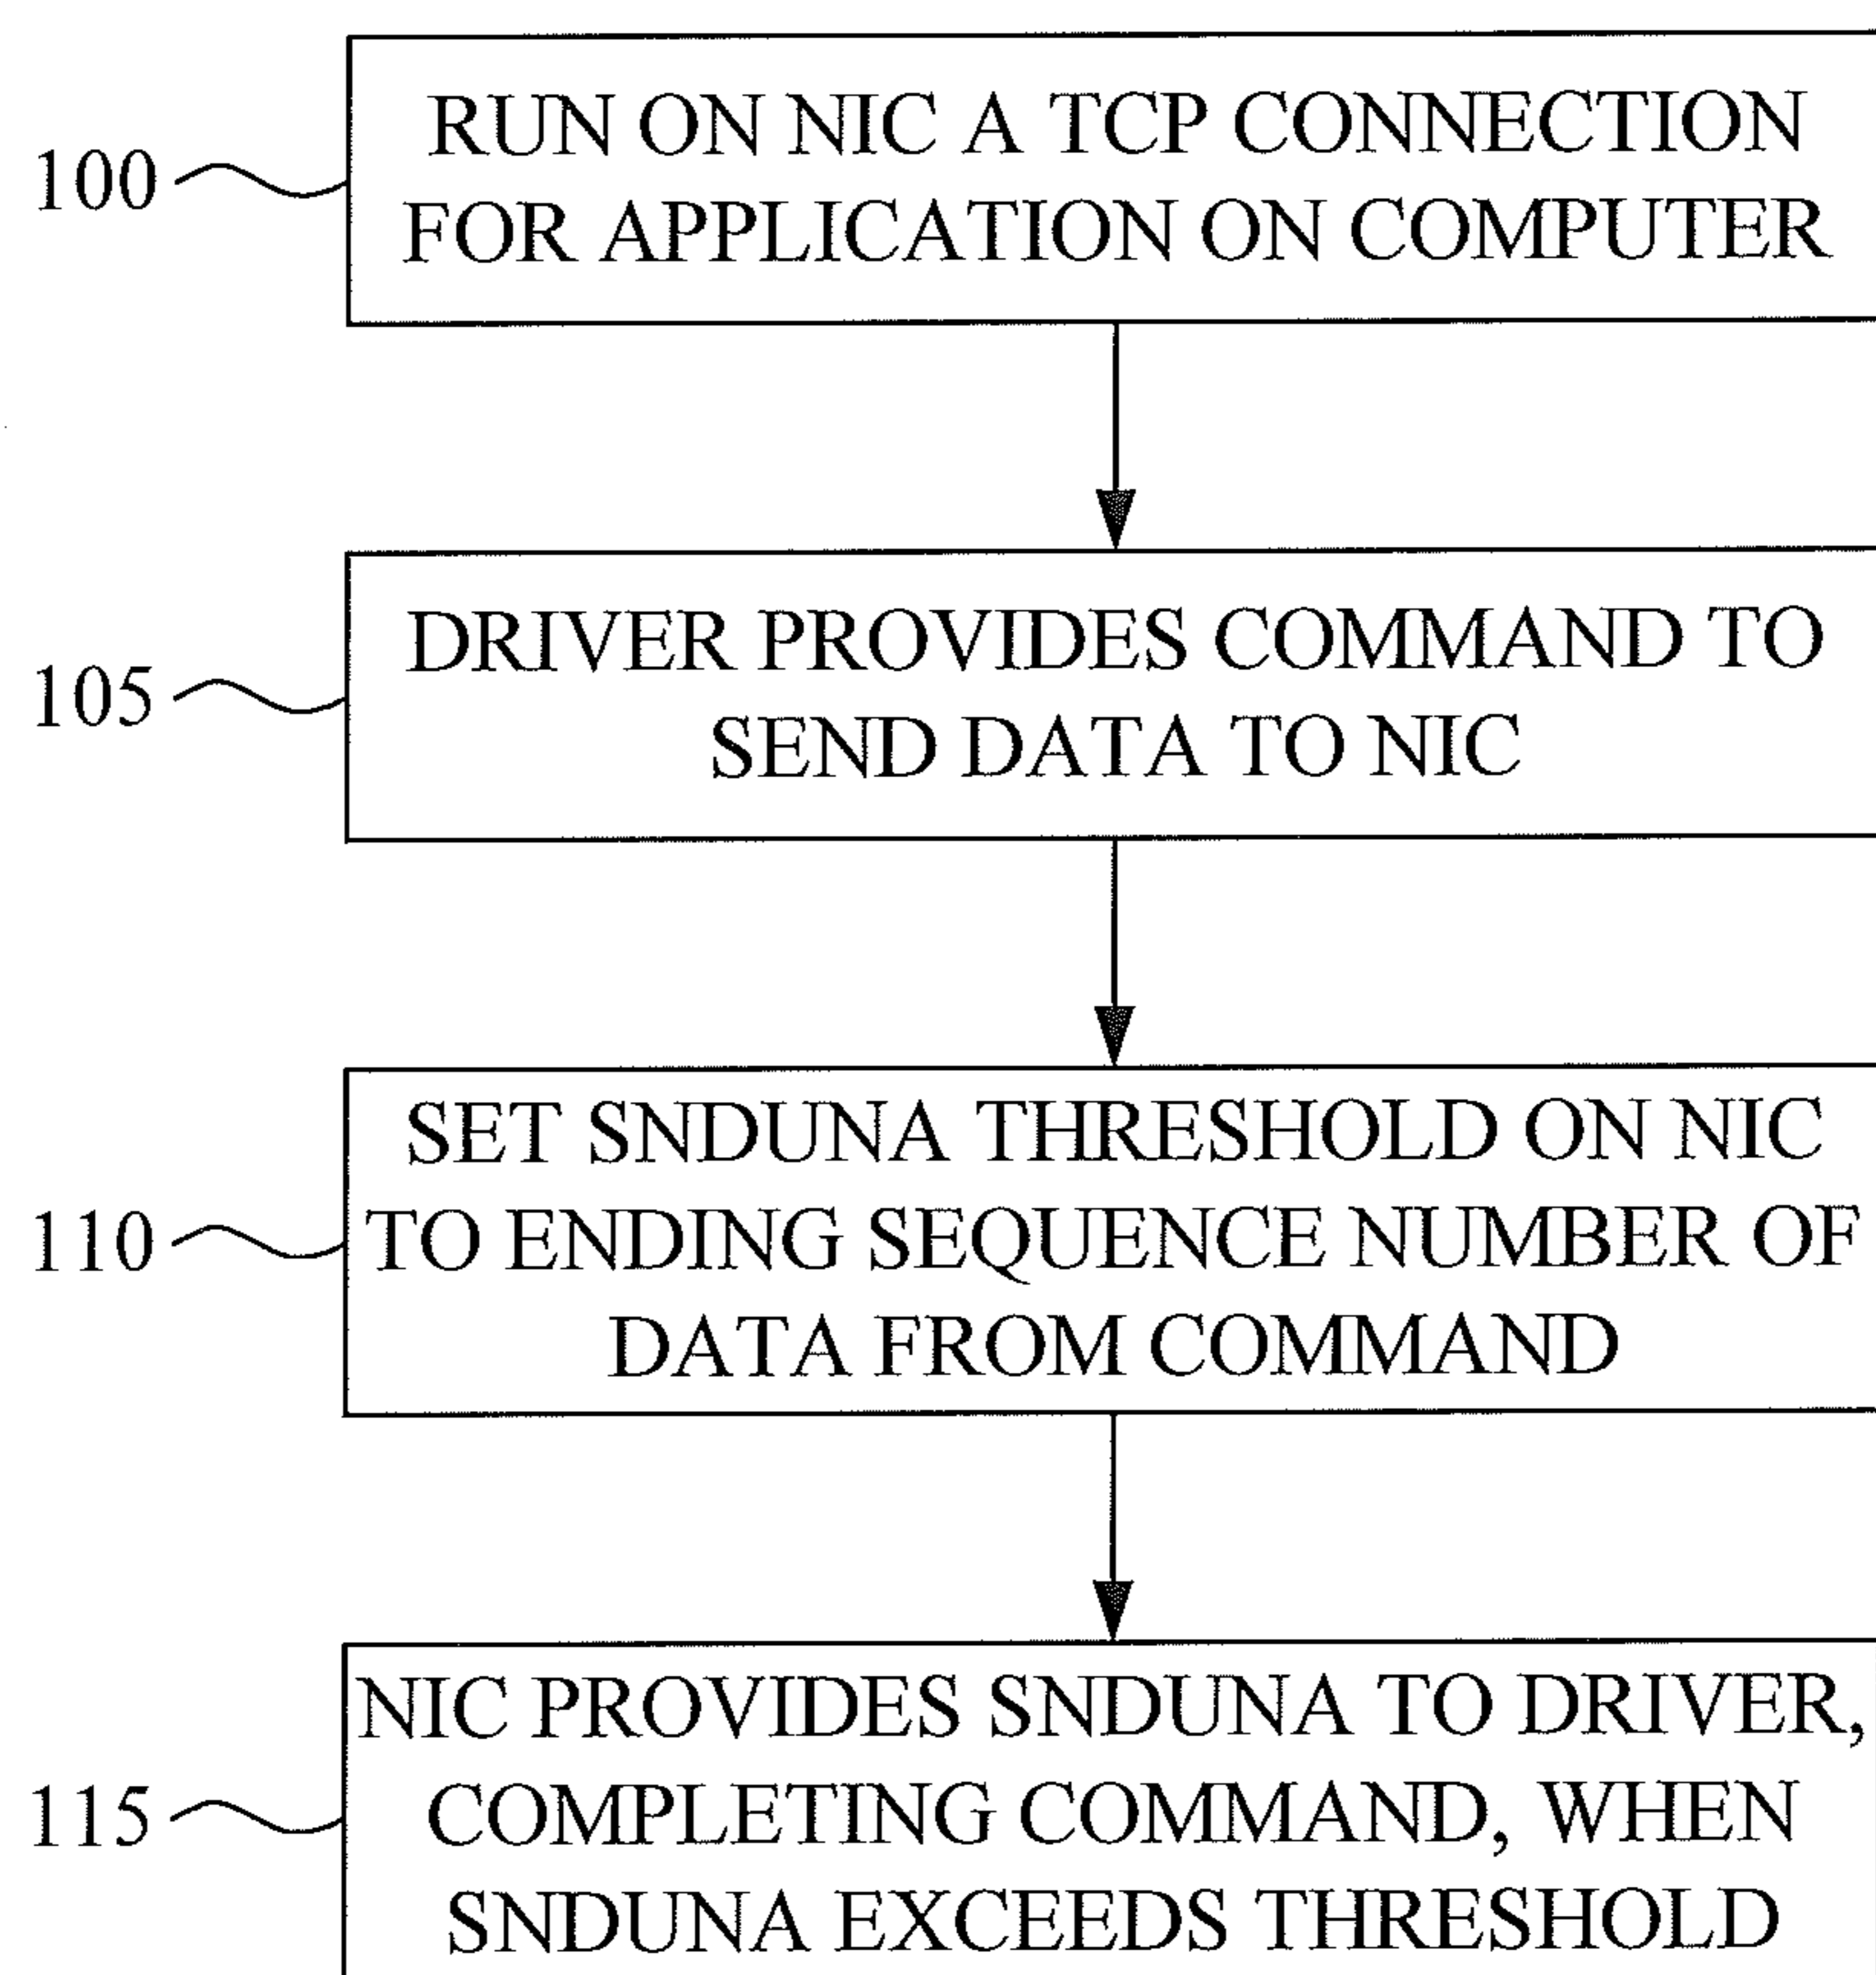 100
RUN ON NIC A TCP CONNECTION
FOR APPLICATION ON COMPUTER
105
DRIVER PROVIDES COMMAND TO
SEND DATA TO NIC
110
SET SNDUNA THRESHOLD ON NIC
TO ENDING SEQUENCE NUMBER OF
DATA FROM COMMAND
115
NIC PROVIDES SNDUNA TO DRIVER,
COMPLETING COMMAND, WHEN
SNDUNA EXCEEDS THRESHOLD